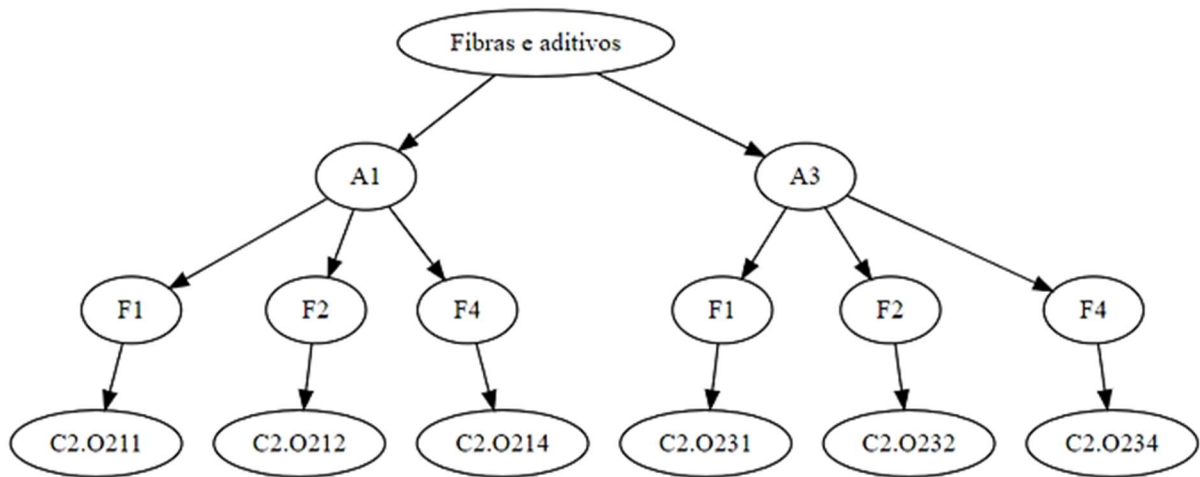 Fibras e aditivos
A1
A3
F1
F2
F4
F1
F2
F4
C2.O211
C2.O212
C2.O214
C2.O231
C2.O232
C2.O234